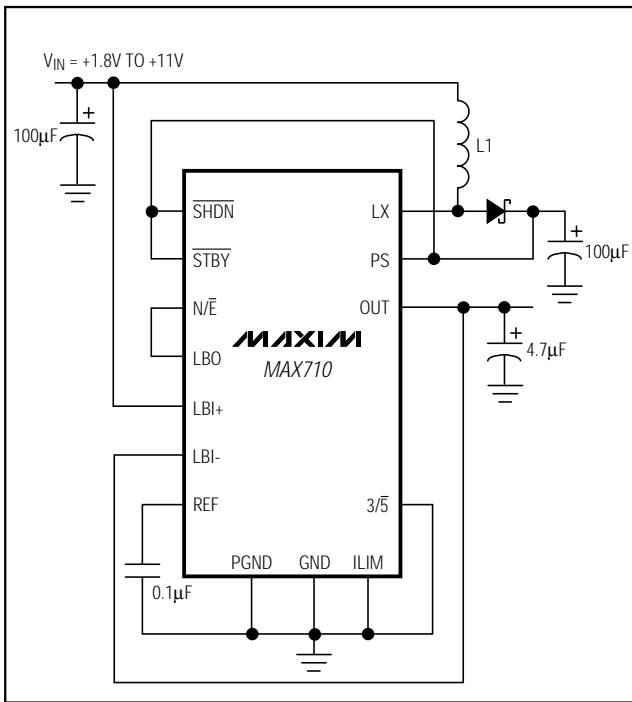 VIN = +1.8V TO +11V
+
100µF
L1
SHDN
LX
+
100µF
STBY
PS
N/E
OUT
+
4.7µF
MAXIM
LBO
MAX710
LBI+
LBI-
REF
3/5
0.1µF
PGND
GND
ILIM